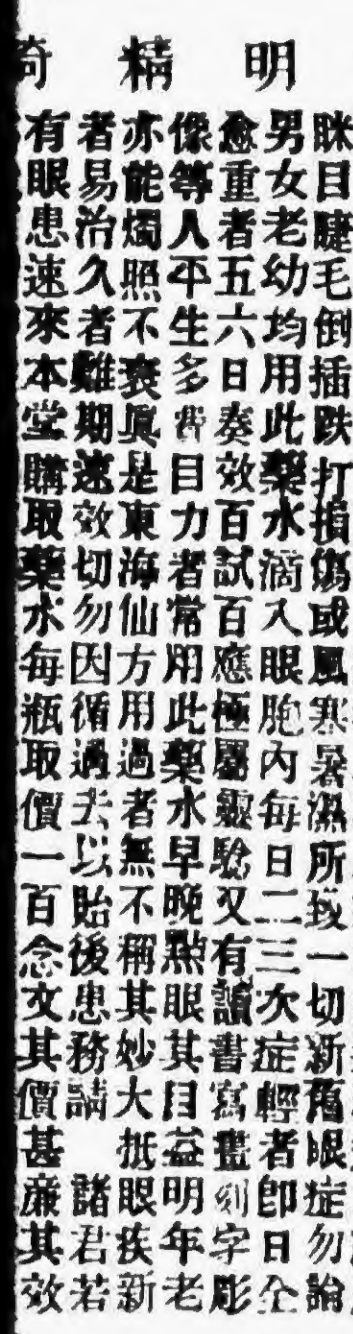 明精奇
眯目睫毛倒插跌打損傷或風寒暑濕所致一切新舊眼症勿論
男女老幼均用此藥水滴入眼胞內每日二三次症輕者卽日全
愈重者五六日奏效百試百應極屬靈驗又有讀書寫畫刻字彫
像等人平生多費目力者常用此藥水早晚點眼其目益明年老
亦能燭照不衰眞是東海仙方用過者無不稱其妙大抵眼疾新
者易治久者難期速效切勿因循過去以貽後患務請 諸君若
有眼患速來本堂購取藥水每瓶取價一百念文其價甚廉其效